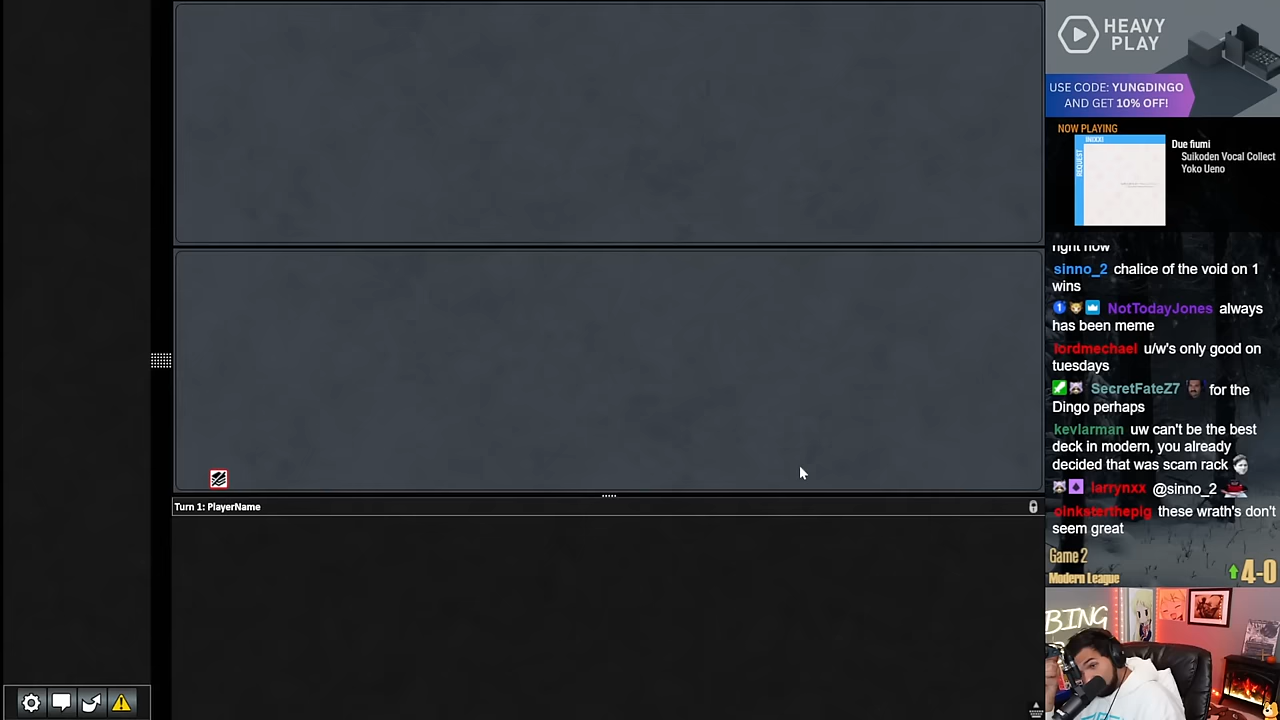 HEAVY
PLAY
USE CODE: YUNGDINGO
AND GET 10% OFF!
NOW PLAYING
REQUEST
Due fiumi
Suikoden Vocal Collect
Yoko Ueno
right now
sinno_2 chalice of the void on 1
wins
NotTodayJones always
has been meme
lordmechael u/w's only good on
tuesdays
SecretFateZ7 for the
Dingo perhaps
kevlarman uw can't be the best
deck in modern, you already
decided that was scam rack
larrynxx @sinno_2
oinksterthepig these wrath's don't
seem great
Turn 1: PlayerName
Game 2
Modern League
4-0
BING